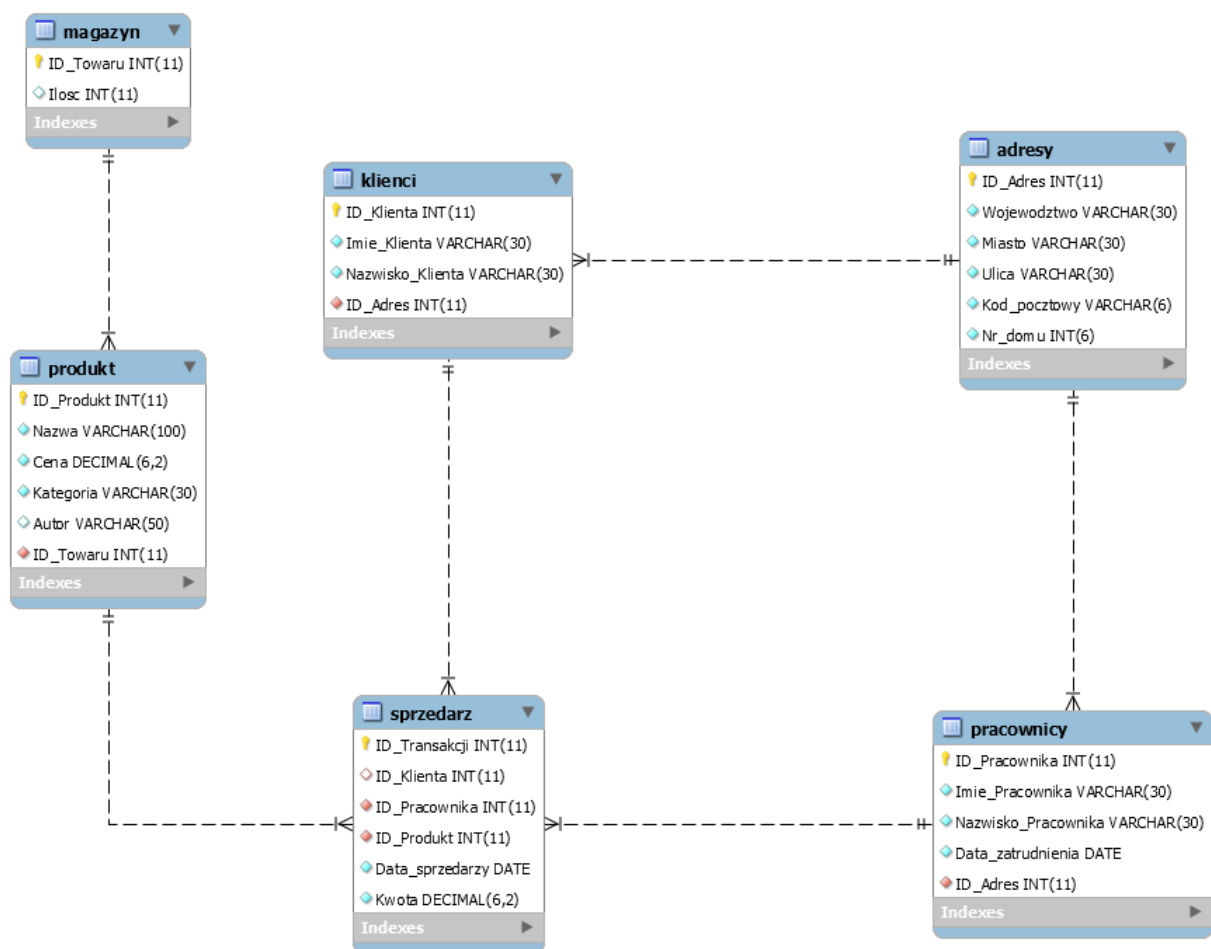 magazyn
ID_Towaru INT(11)
Ilosc INT(11)
Indexes
produkt
ID_Produkt INT(11)
Nazwa VARCHAR(100)
Cena DECIMAL(6,2)
Kategoria VARCHAR(30)
Autor VARCHAR(50)
ID_Towaru INT(11)
Indexes
klienci
ID_Klienta INT(11)
Imie_Klienta VARCHAR(30)
Nazwisko_Klienta VARCHAR(30)
ID_Adres INT(11)
Indexes
adresy
ID_Adres INT(11)
Wojewodztwo VARCHAR(30)
Miasto VARCHAR(30)
Ulica VARCHAR(30)
Kod_pocztowy VARCHAR(6)
Nr_domu INT(6)
Indexes
sprzedarz
ID_Transakcji INT(11)
ID_Klienta INT(11)
ID_Pracownika INT(11)
ID_Produkt INT(11)
Data_sprzedarzy DATE
Kwota DECIMAL(6,2)
Indexes
pracownicy
ID_Pracownika INT(11)
Imie_Pracownika VARCHAR(30)
Nazwisko_Pracownika VARCHAR(30)
Data_zatrudnienia DATE
ID_Adres INT(11)
Indexes